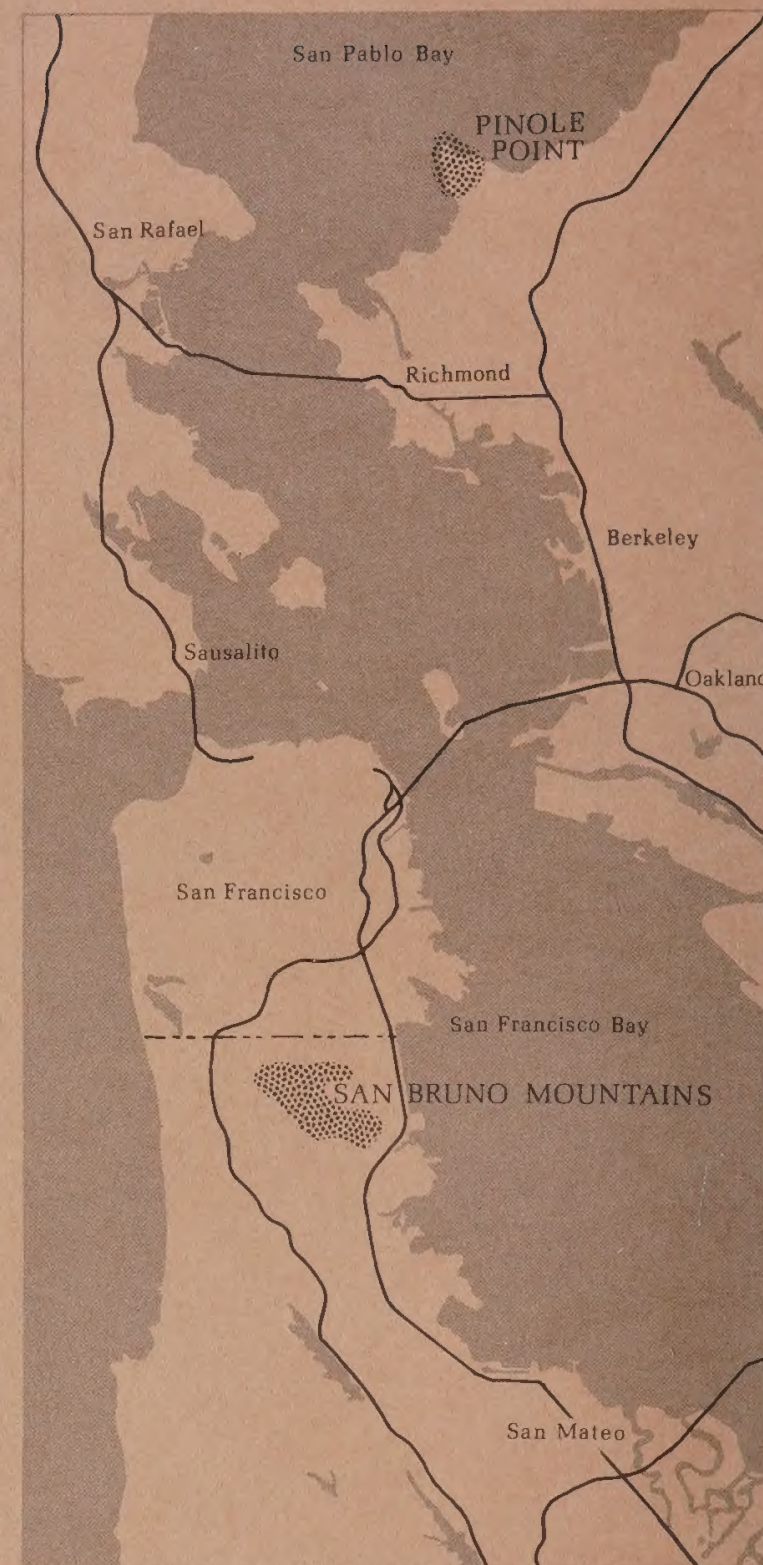 San Pablo Bay
PINOLE
POINT
San Rafael
Richmond
Berkeley
Sausalito
Oakland
San Francisco
San Francisco Bay
SAN BRUNO MOUNTAINS
San Mateo